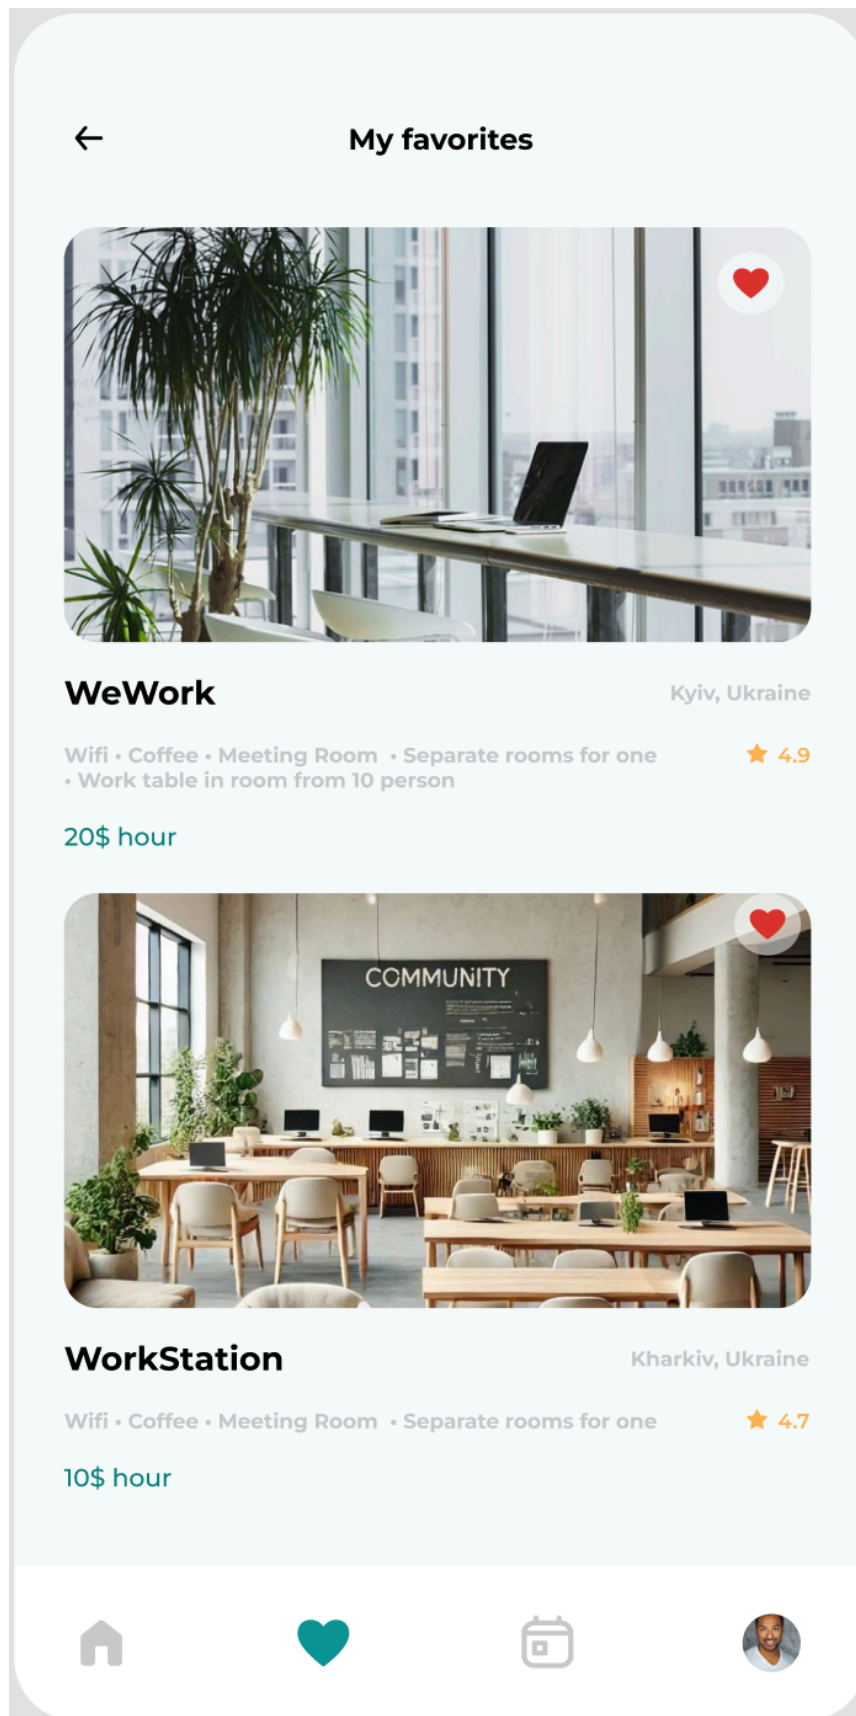 My favorites
WeWork
Kyiv, Ukraine
Wifi • Coffee • Meeting Room • Separate rooms for one
• Work table in room from 10 person
4.9
20$ hour
COMMUNITY
WorkStation
Kharkiv, Ukraine
Wifi • Coffee • Meeting Room • Separate rooms for one
4.7
10$ hour